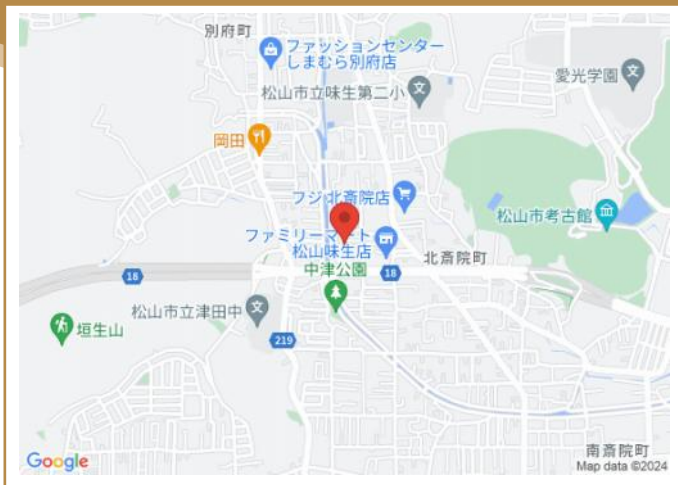 別府町
ファッションセンター
しまむら別府店
松山市立味生第二小
文
愛光学園
文
岡田
フジ北斎院店
松山市考古館
ファミリーマート
松山味生店
北斎院町
18
中津公園
18
松山市立津田中
文
垣生山
219
南斎院町
Google
Map data ©2024